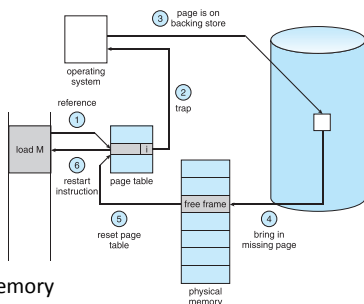 3
page is on
backing store
operating
system
2
trap
reference
1
load M
i
6
restart
instruction
page table
free frame
5
reset page
table
4
bring in
missing page
physical
memory
emory